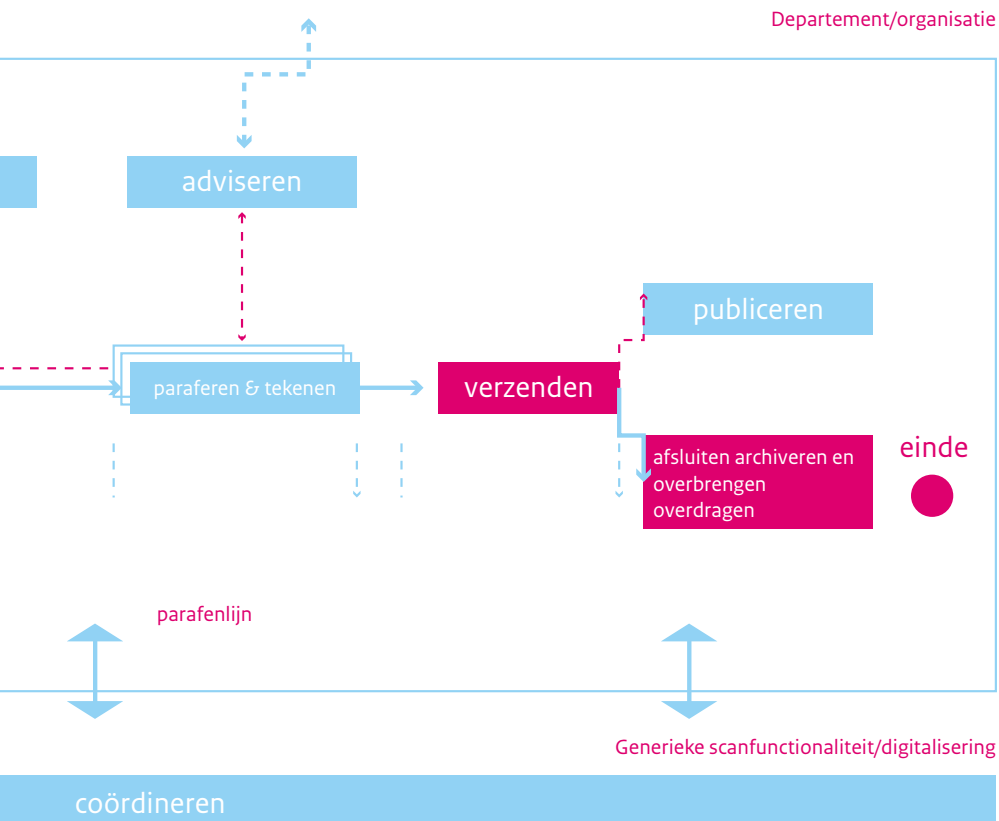 Departement/organisatie
adviseren
publiceren
paraferen & tekenen
verzenden
afsluiten archiveren en
overbrengen
overdragen
einde
parafenlijn
Generieke scanfunctionaliteit/digitalisering
coördineren